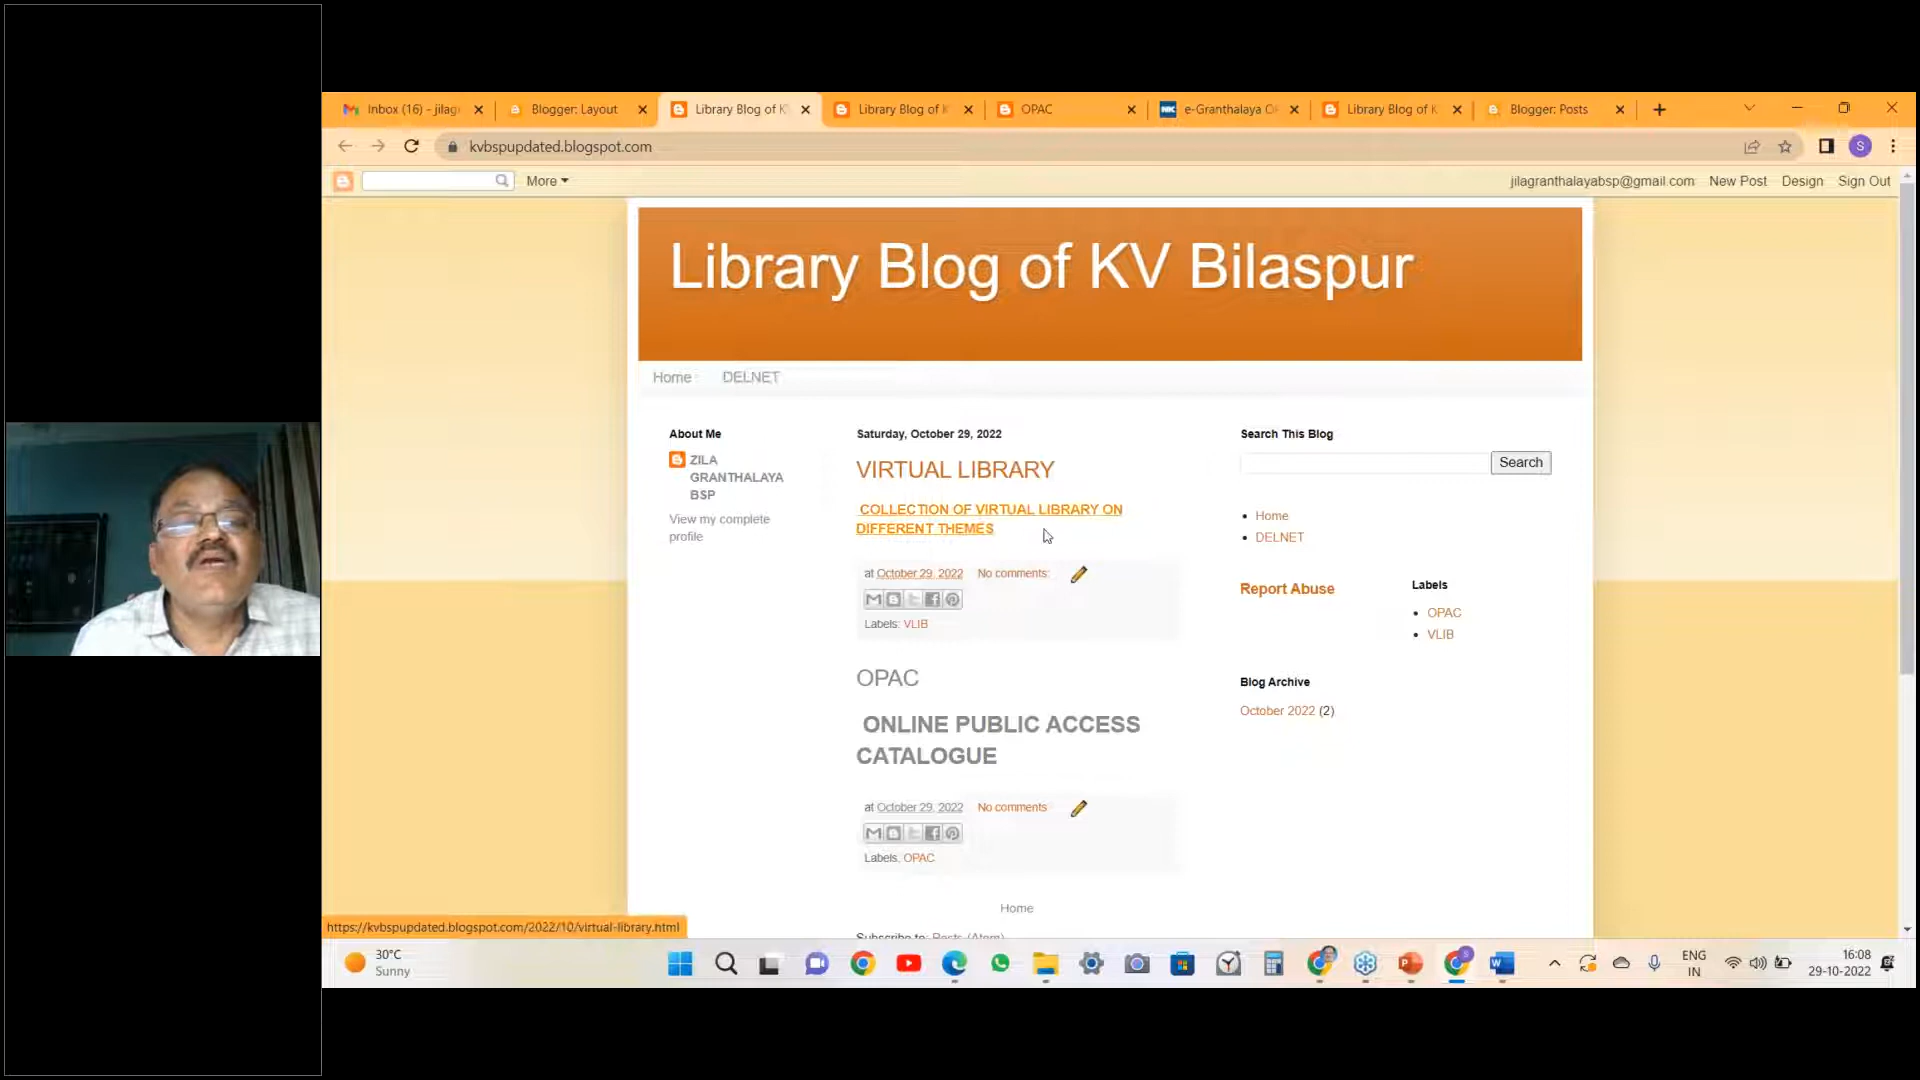 Inbox (16) - jilag
Blogger: Layout
Library Blog of K
Library Blog of K
OPAC
e-Granthalaya O
Library Blog of K
Blogger: Posts
kvbspupdated.blogspot.com
More
jilagranthalayabsp@gmail.com
New Post
Design
Sign Out
Library Blog of KV Bilaspur
Home
DELNET
About Me
ZILA
GRANTHALAYA
BSP
View my complete
profile
Saturday, October 29, 2022
VIRTUAL LIBRARY
COLLECTION OF VIRTUAL LIBRARY ON
DIFFERENT THEMES
at October 29, 2022 No comments:
Labels: VLIB
OPAC
ONLINE PUBLIC ACCESS
CATALOGUE
at October 29, 2022 No comments
Labels: OPAC
Home
Subscribe to: Posts (Atom)
Search This Blog
Search
Home
DELNET
Report Abuse
Labels
OPAC
VLIB
Blog Archive
October 2022 (2)
https://kvbspupdated.blogspot.com/2022/10/virtual-library.html
30°C
Sunny
ENG
IN
16:08
29-10-2022